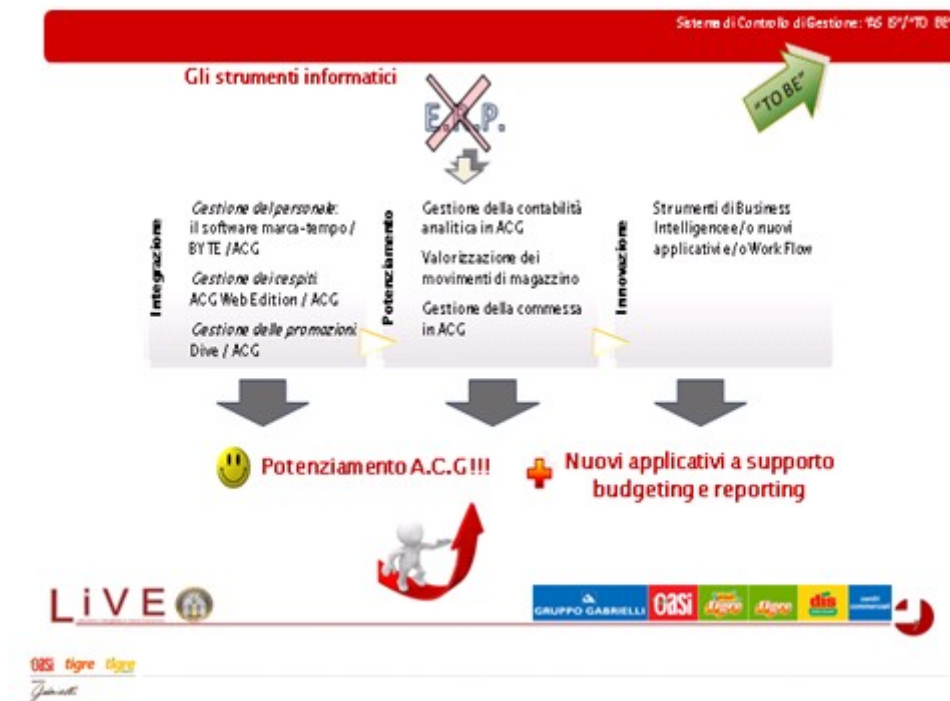 Sistema di Controllo di Gestione: "AS IS"/"TO BE"
Gli strumenti informatici
E.R.P.
"TO BE"
Integrazione
Gestione del personale:
il software marca-tempo /
BYTE /ACG
Gestione dei cespiti:
ACG Web Edition / ACG
Gestione delle promozioni:
Dive / ACG
Potenziamento
Gestione della contabilità
analitica in ACG
Valorizzazione dei
movimenti di magazzino
Gestione della commessa
in ACG
Innovazione
Strumenti di Business
Intelligence e/o nuovi
applicativi e/o Work Flow
Potenziamento A.C.G!!!
Nuovi applicativi a supporto
budgeting e reporting
LiVE
GRUPPO GABRIELLI
Oasi
tigre
tigre
dis
centri
commerciali
Oasi tigre tigre
Gabrielli